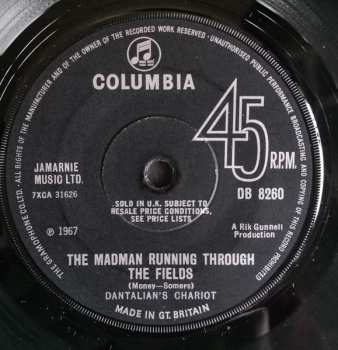 ALL RIGHTS OF THE MANUFACTURER AND OF THE OWNER OF THE RECORDED WORK RESERVED · UNAUTHORISED PUBLIC PERFORMANCE BROADCASTING AND COPYING OF THIS RECORD PROHIBITED
THE GRAMOPHONE CO. LTD.
COLUMBIA
45
R.P.M.
JAMARNIE
MUSIC LTD.
7XCA 31626
DB 8260
SOLD IN U.K. SUBJECT TO
RESALE PRICE CONDITIONS,
SEE PRICE LISTS
℗ 1967
A Rik Gunnell
Production
THE MADMAN RUNNING THROUGH
THE FIELDS
(Money—Somers)
DANTALIAN'S CHARIOT
MADE IN GT. BRITAIN